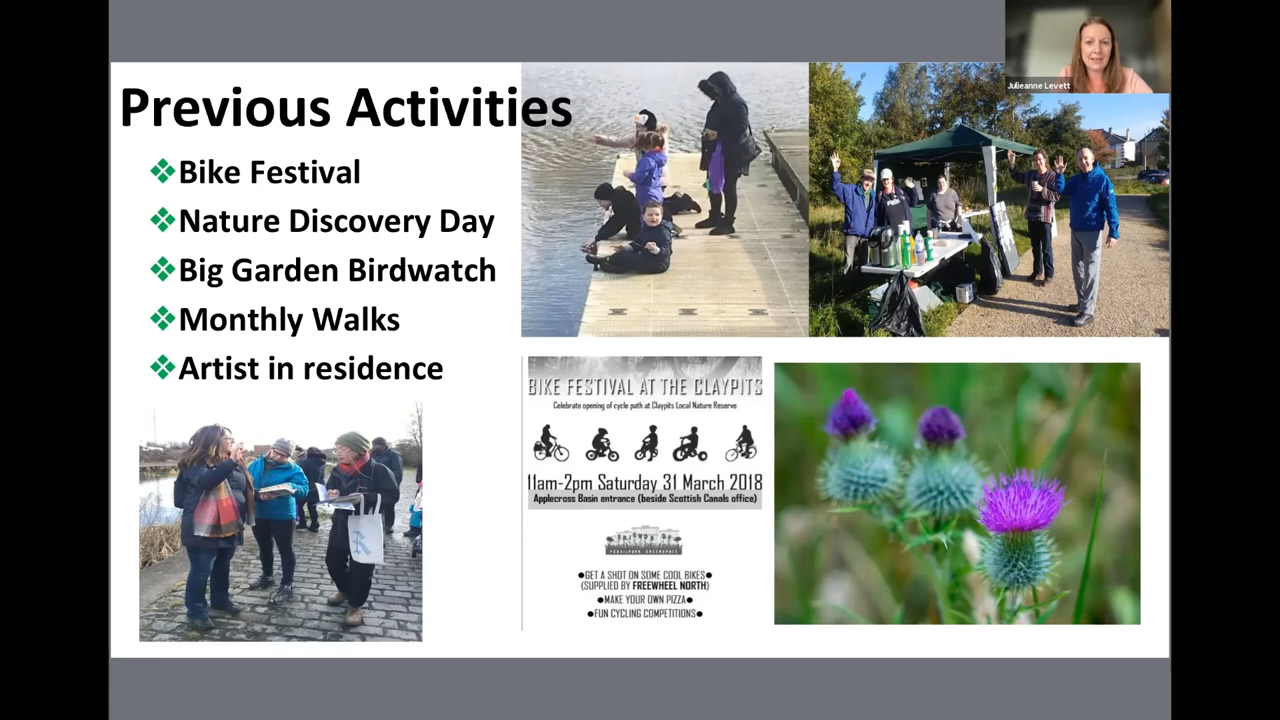 Julieanne Levett
Previous Activities
Bike Festival
Nature Discovery Day
Big Garden Birdwatch
Monthly Walks
Artist in residence
BIKE FESTIVAL AT THE CLAYPITS
Celebrate opening of cycle path at Claypits Local Nature Reserve
11am-2pm Saturday 31 March 2018
Applecross Basin entrance (beside Scottish Canals office)
POSSILPARK GREENSPACE
●GET A SHOT ON SOME COOL BIKES●
(SUPPLIED BY FREEWHEEL NORTH)
●MAKE YOUR OWN PIZZA●
●FUN CYCLING COMPETITIONS●